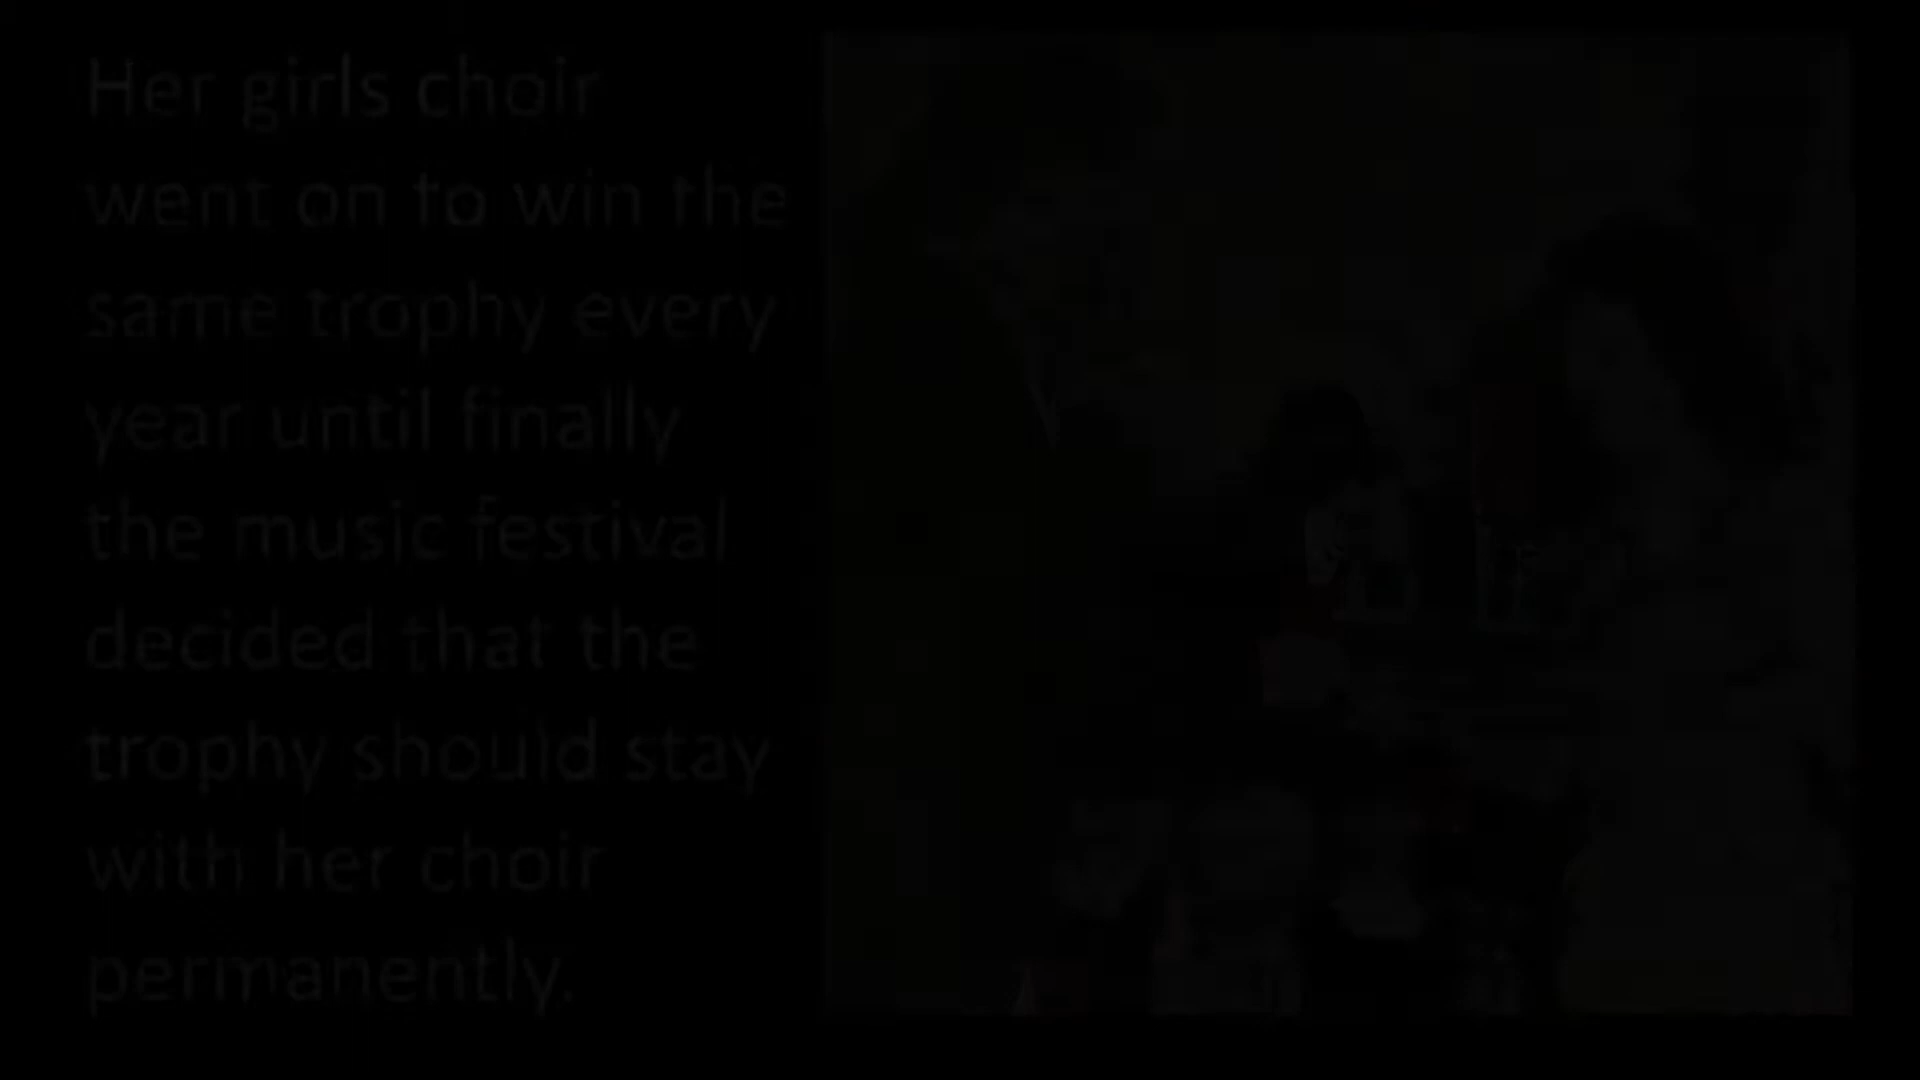 Her girls choir
went on to win the
same trophy every
year until finally
the music festival
decided that the
trophy should stay
with her choir
permanently.